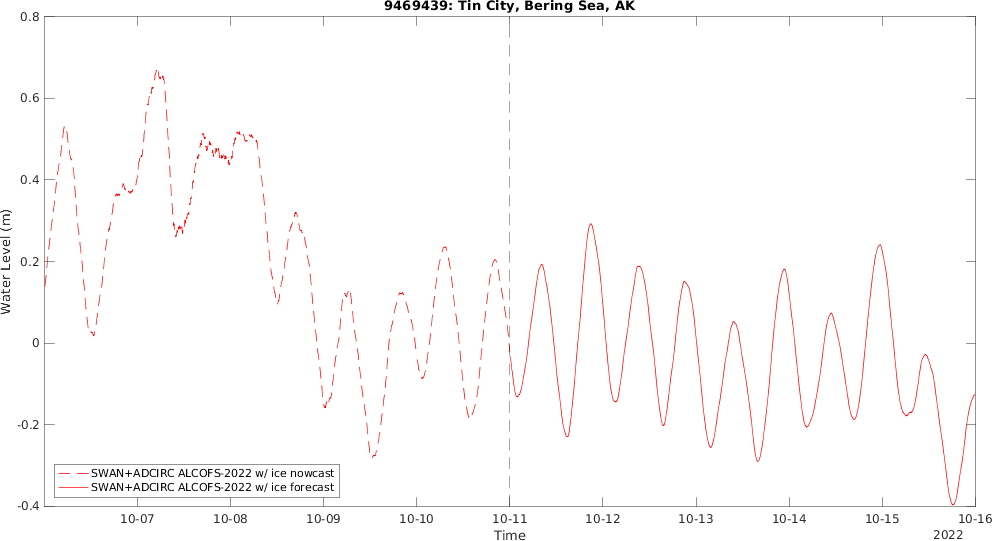 9469439: Tin City, Bering Sea, AK
0.8
0.6
0.4
0.2
0
-0.2
-0.4
Water Level (m)
SWAN+ADCIRC ALCOFS-2022 w/ ice nowcast
SWAN+ADCIRC ALCOFS-2022 w/ ice forecast
10-07 10-08 10-09 10-10 10-11 10-12 10-13 10-14 10-15 10-16
Time
2022